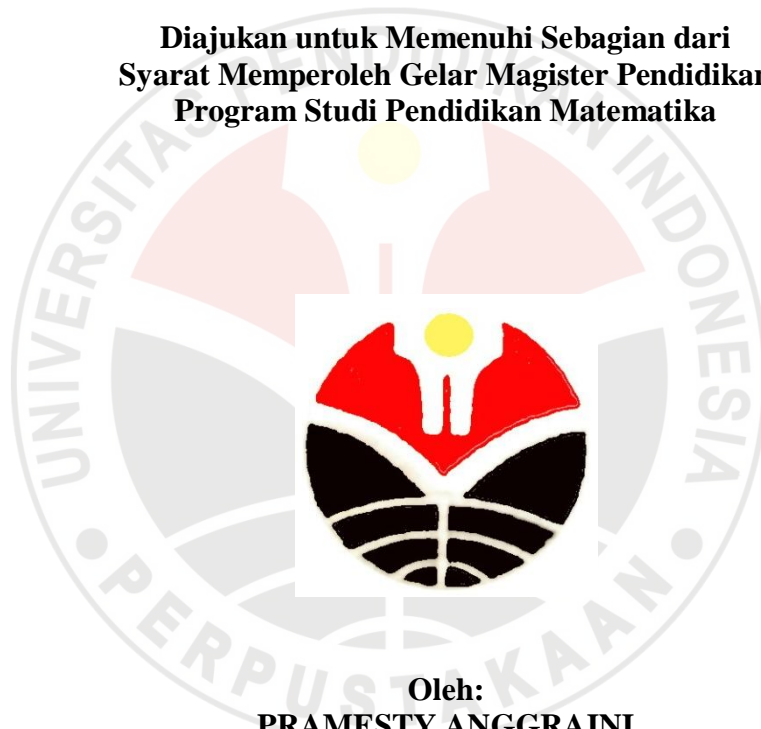 Diajukan untuk Memenuhi Sebagian dari
Syarat Memperoleh Gelar Magister Pendidikan
Program Studi Pendidikan Matematika
UNIVERSITAS PENDIDIKAN INDONESIA
PERPUSTAKAAN
Oleh:
PRAMESTY ANGGRAINI